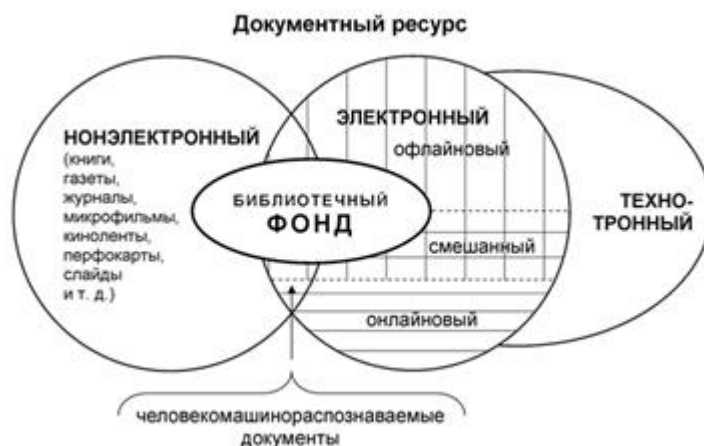 Документный ресурс
НОНЭЛЕКТРОННЫЙ
(книги,
газеты,
журналы,
микрофильмы,
киноленты,
перфокарты,
слайды
и т. д.)
БИБЛИОТЕЧНЫЙ
ФОНД
ЭЛЕКТРОННЫЙ
офлайновый
смешанный
онлайновый
ТЕХНО-
ТРОННЫЙ
человекомашинораспознаваемые
документы